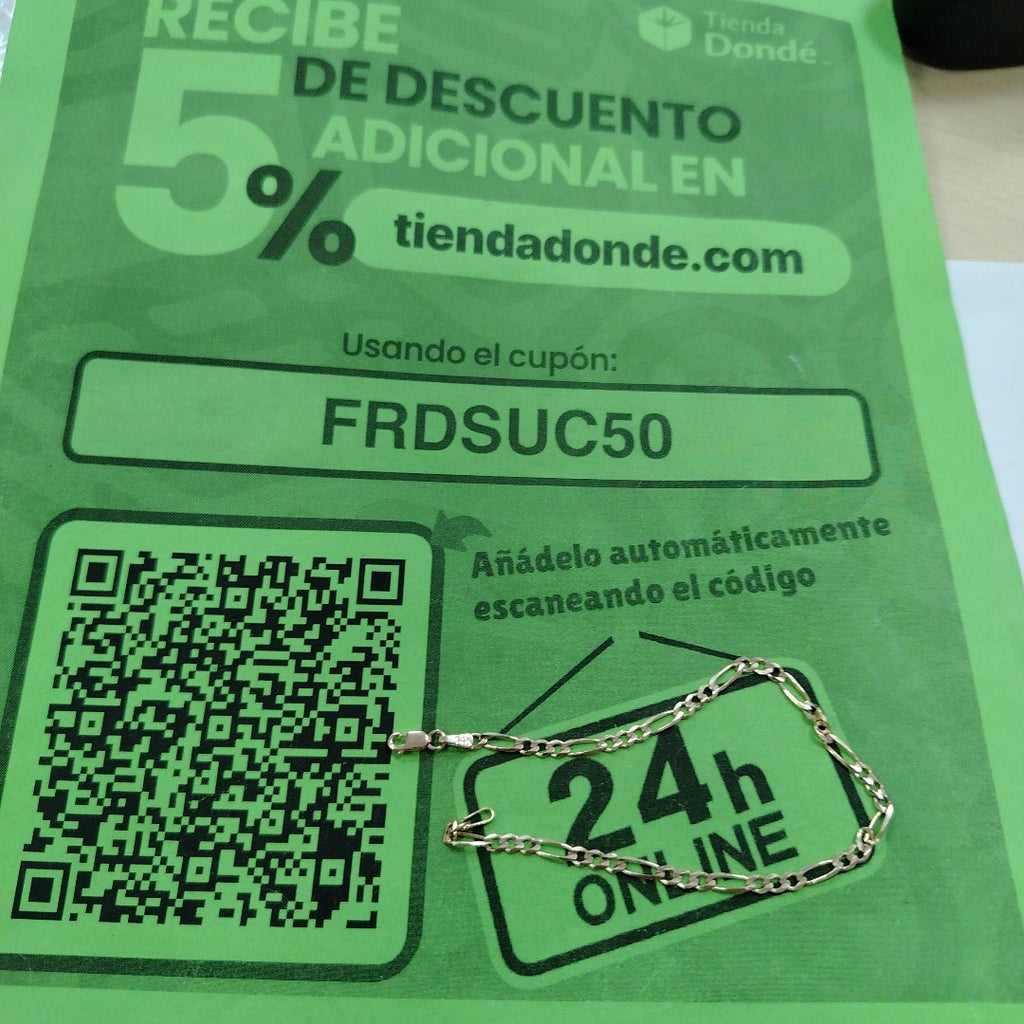 RECIBE
Tienda
Dondé
5%
DE DESCUENTO
ADICIONAL EN
tiendadonde.com
Usando el cupón:
FRDSUC50
Añádelo automáticamente
escaneando el código
24h
ONLINE